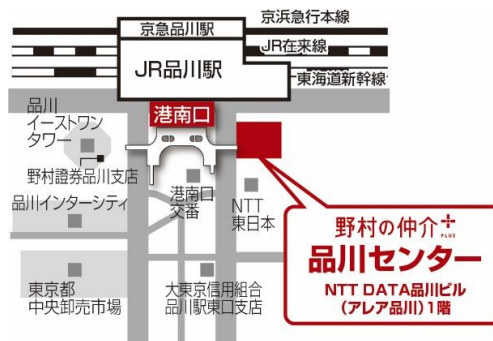 京急品川駅
京浜急行本線
JR在来線
JR品川駅
東海道新幹線
港南口
品川
イーストワン
タワー
野村證券品川支店
品川インターシティ
港南口
交番
NTT
東日本
野村の仲介+
PLUS
品川センター
NTT DATA品川ビル
(アレア品川)1階
東京都
中央卸売市場
大東京信用組合
品川駅東口支店